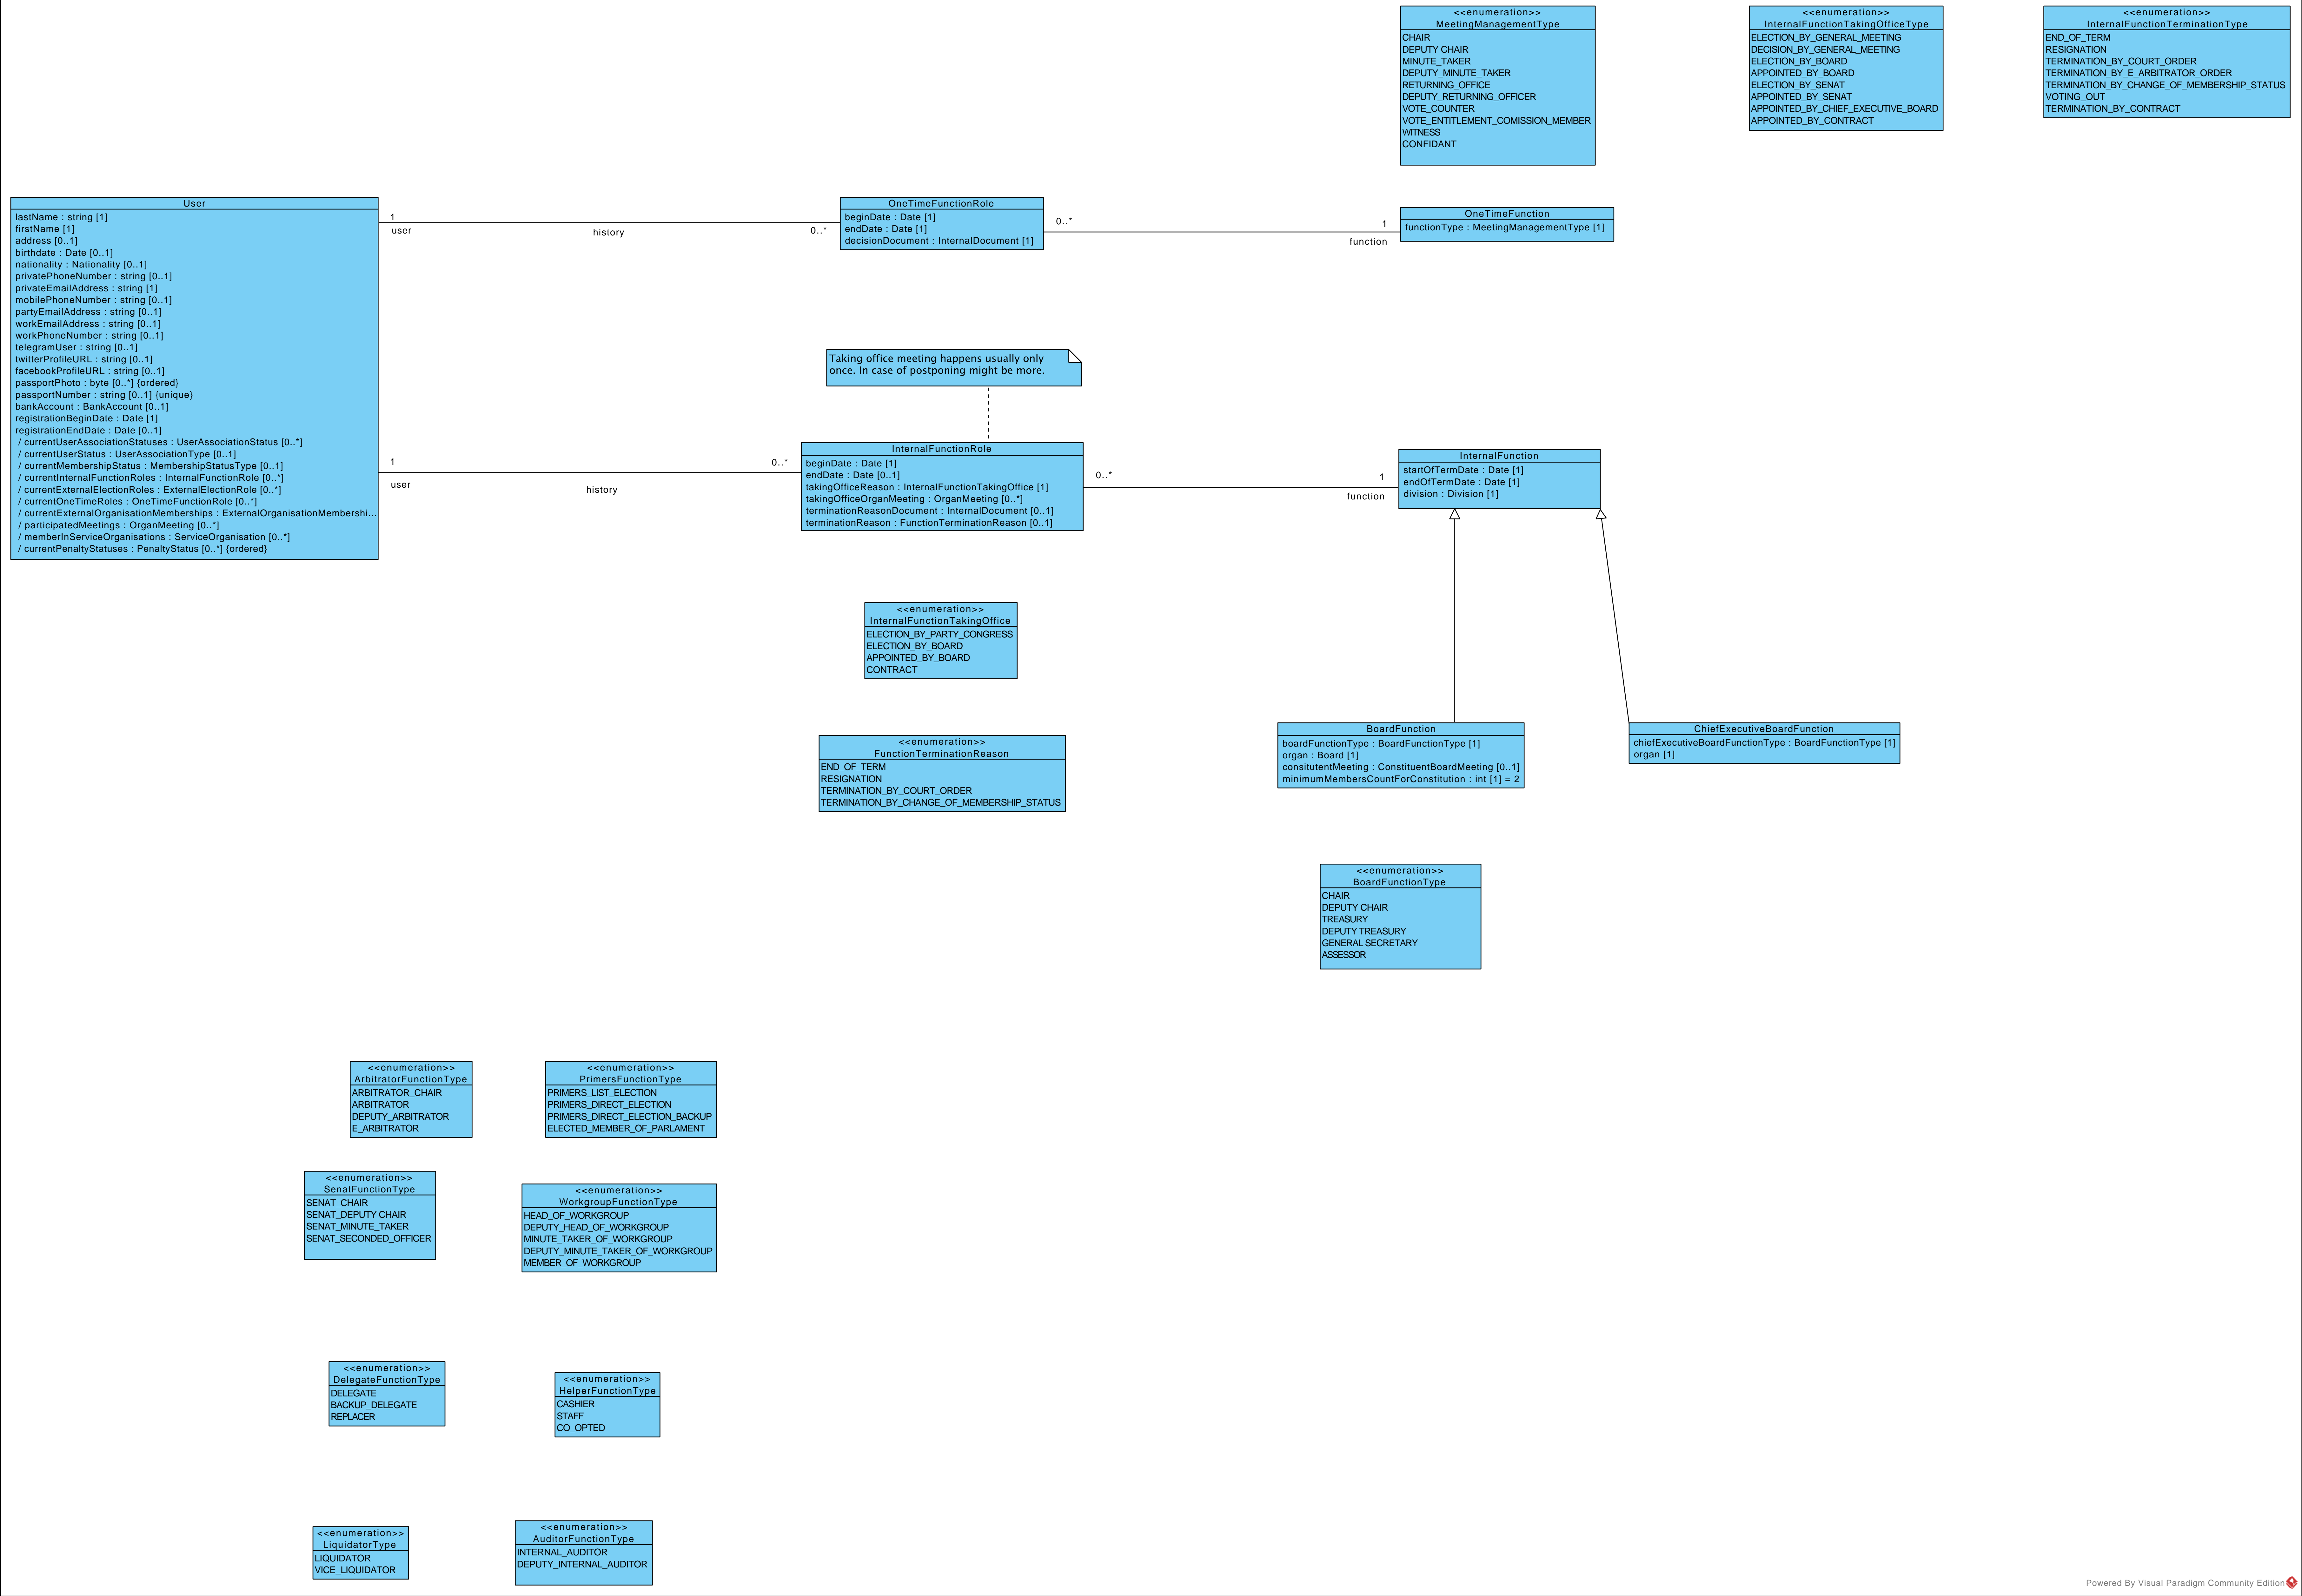 <<enumeration>>
MeetingManagementType
CHAIR
DEPUTY CHAIR
MINUTE_TAKER
DEPUTY_MINUTE_TAKER
RETURNING_OFFICE
DEPUTY_RETURNING_OFFICER
VOTE_COUNTER
VOTE_ENTITLEMENT_COMISSION_MEMBER
WITNESS
CONFIDANT
<<enumeration>>
InternalFunctionTakingOfficeType
ELECTION_BY_GENERAL_MEETING
DECISION_BY_GENERAL_MEETING
ELECTION_BY_BOARD
APPOINTED_BY_BOARD
ELECTION_BY_SENAT
APPOINTED_BY_SENAT
APPOINTED_BY_CHIEF_EXECUTIVE_BOARD
APPOINTED_BY_CONTRACT
<<enumeration>>
InternalFunctionTerminationType
END_OF_TERM
RESIGNATION
TERMINATION_BY_COURT_ORDER
TERMINATION_BY_E_ARBITRATOR_ORDER
TERMINATION_BY_CHANGE_OF_MEMBERSHIP_STATUS
VOTING_OUT
TERMINATION_BY_CONTRACT
User
lastName : string [1]
firstName [1]
address [0..1]
birthdate : Date [0..1]
nationality : Nationality [0..1]
privatePhoneNumber : string [0..1]
privateEmailAddress : string [1]
mobilePhoneNumber : string [0..1]
partyEmailAddress : string [0..1]
workEmailAddress : string [0..1]
workPhoneNumber : string [0..1]
telegramUser : string [0..1]
twitterProfileURL : string [0..1]
facebookProfileURL : string [0..1]
passportPhoto : byte [0..*] {ordered}
passportNumber : string [0..1] {unique}
bankAccount : BankAccount [0..1]
registrationBeginDate : Date [1]
registrationEndDate : Date [0..1]
/ currentUserAssociationStatuses : UserAssociationStatus [0..*]
/ currentUserStatus : UserAssociationType [0..1]
/ currentMembershipStatus : MembershipStatusType [0..1]
/ currentInternalFunctionRoles : InternalFunctionRole [0..*]
/ currentExternalElectionRoles : ExternalElectionRole [0..*]
/ currentOneTimeRoles : OneTimeFunctionRole [0..*]
/ currentExternalOrganisationMemberships : ExternalOrganisationMembershi...
/ participatedMeetings : OrganMeeting [0..*]
/ memberInServiceOrganisations : ServiceOrganisation [0..*]
/ currentPenaltyStatuses : PenaltyStatus [0..*] {ordered}
1
user
history
0..*
OneTimeFunctionRole
beginDate : Date [1]
endDate : Date [1]
decisionDocument : InternalDocument [1]
0..*
1
function
OneTimeFunction
functionType : MeetingManagementType [1]
Taking office meeting happens usually only
once. In case of postponing might be more.
1
user
history
0..*
InternalFunctionRole
beginDate : Date [1]
endDate : Date [0..1]
takingOfficeReason : InternalFunctionTakingOffice [1]
takingOfficeOrganMeeting : OrganMeeting [0..*]
terminationReasonDocument : InternalDocument [0..1]
terminationReason : FunctionTerminationReason [0..1]
0..*
1
function
InternalFunction
startOfTermDate : Date [1]
endOfTermDate : Date [1]
division : Division [1]
<<enumeration>>
InternalFunctionTakingOffice
ELECTION_BY_PARTY_CONGRESS
ELECTION_BY_BOARD
APPOINTED_BY_BOARD
CONTRACT
<<enumeration>>
FunctionTerminationReason
END_OF_TERM
RESIGNATION
TERMINATION_BY_COURT_ORDER
TERMINATION_BY_CHANGE_OF_MEMBERSHIP_STATUS
BoardFunction
boardFunctionType : BoardFunctionType [1]
organ : Board [1]
consitutentMeeting : ConstituentBoardMeeting [0..1]
minimumMembersCountForConstitution : int [1] = 2
ChiefExecutiveBoardFunction
chiefExecutiveBoardFunctionType : BoardFunctionType [1]
organ [1]
<<enumeration>>
BoardFunctionType
CHAIR
DEPUTY CHAIR
TREASURY
DEPUTY TREASURY
GENERAL SECRETARY
ASSESSOR
<<enumeration>>
ArbitratorFunctionType
ARBITRATOR_CHAIR
ARBITRATOR
DEPUTY_ARBITRATOR
E_ARBITRATOR
<<enumeration>>
PrimersFunctionType
PRIMERS_LIST_ELECTION
PRIMERS_DIRECT_ELECTION
PRIMERS_DIRECT_ELECTION_BACKUP
ELECTED_MEMBER_OF_PARLAMENT
<<enumeration>>
SenatFunctionType
SENAT_CHAIR
SENAT_DEPUTY CHAIR
SENAT_MINUTE_TAKER
SENAT_SECONDED_OFFICER
<<enumeration>>
WorkgroupFunctionType
HEAD_OF_WORKGROUP
DEPUTY_HEAD_OF_WORKGROUP
MINUTE_TAKER_OF_WORKGROUP
DEPUTY_MINUTE_TAKER_OF_WORKGROUP
MEMBER_OF_WORKGROUP
<<enumeration>>
DelegateFunctionType
DELEGATE
BACKUP_DELEGATE
REPLACER
<<enumeration>>
HelperFunctionType
CASHIER
STAFF
CO_OPTED
<<enumeration>>
LiquidatorType
LIQUIDATOR
VICE_LIQUIDATOR
<<enumeration>>
AuditorFunctionType
INTERNAL_AUDITOR
DEPUTY_INTERNAL_AUDITOR
Powered By Visual Paradigm Community Edition